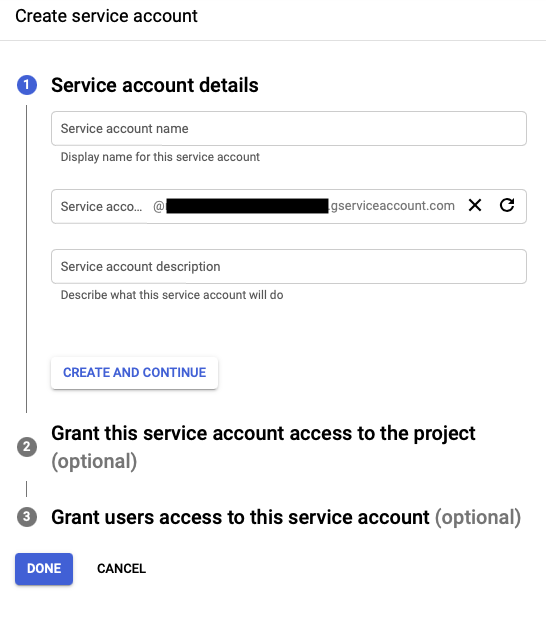 Create service account
1
Service account details
Service account name
Display name for this service account
Service acco... @ .gserviceaccount.com
Service account description
Describe what this service account will do
CREATE AND CONTINUE
2
Grant this service account access to the project
(optional)
3
Grant users access to this service account (optional)
DONE CANCEL